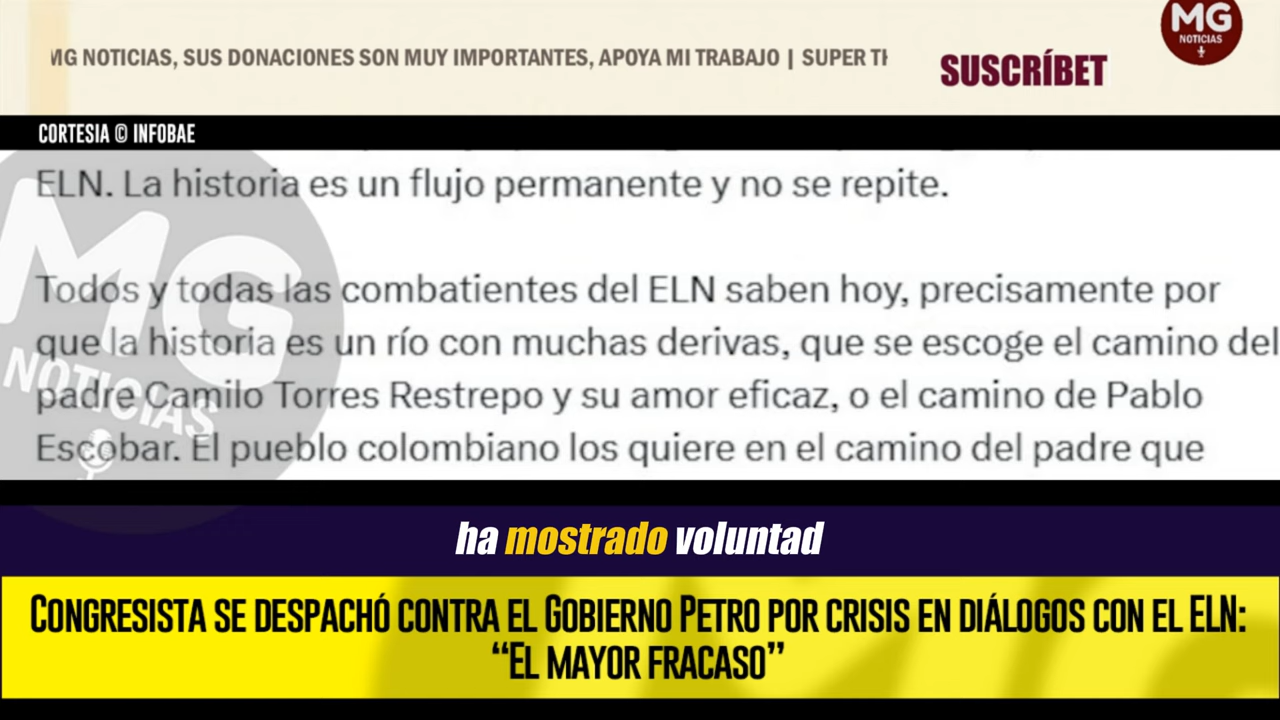 MG NOTICIAS, SUS DONACIONES SON MUY IMPORTANTES, APOYA MI TRABAJO | SUPER TH
SUSCRÍBET
MG
NOTICIAS
CORTESIA © INFOBAE
ELN. La historia es un flujo permanente y no se repite.
Todos y todas las combatientes del ELN saben hoy, precisamente por
que la historia es un río con muchas derivas, que se escoge el camino del
padre Camilo Torres Restrepo y su amor eficaz, o el camino de Pablo
Escobar. El pueblo colombiano los quiere en el camino del padre que
MG
NOTICIAS
ha mostrado voluntad
CONGRESISTA SE DESPACHÓ CONTRA EL GOBIERNO PETRO POR CRISIS EN DIÁLOGOS CON EL ELN:
“EL MAYOR FRACASO”